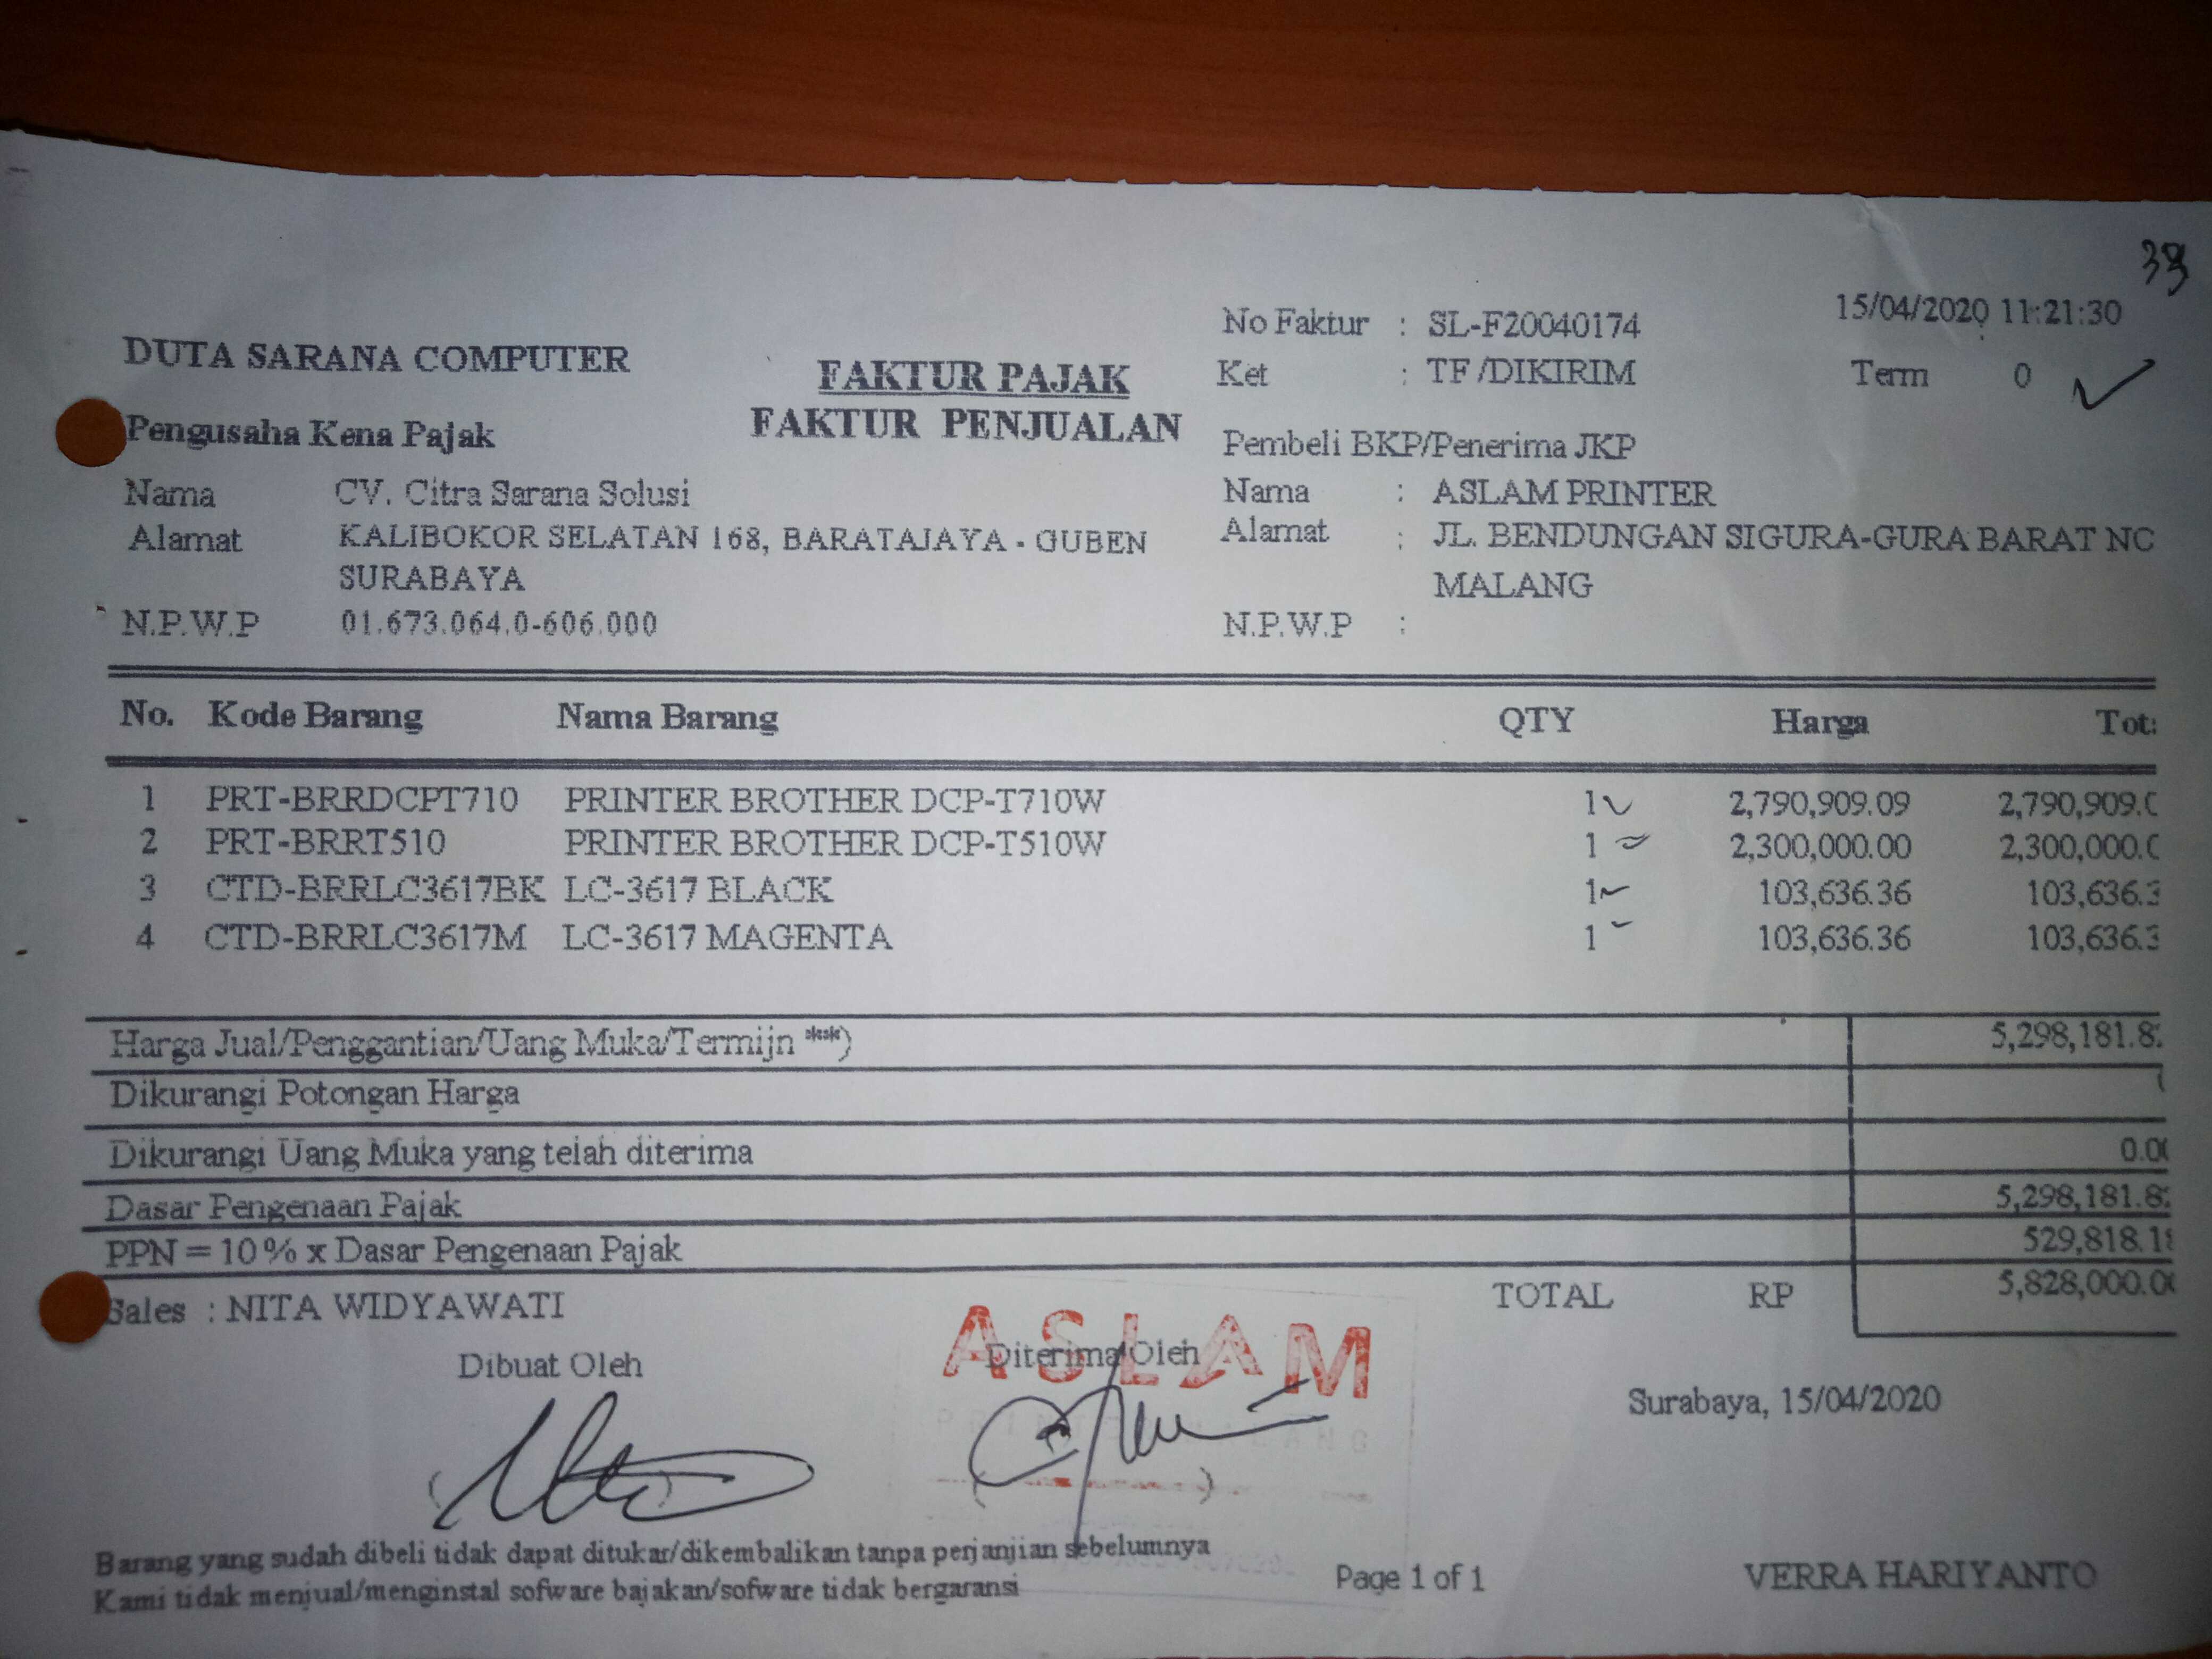 39
15/04/2020 11:21:30
No Faktur : SL-F20040174
DUTA SARANA COMPUTER
FAKTUR PAJAK
Ket : TF /DIKIRIM
Term 0
FAKTUR PENJUALAN
Pengusaha Kena Pajak
Pembeli BKP/Penerima JKP
Nama CV. Citra Sarana Solusi
Nama : ASLAM PRINTER
Alamat KALIBOKOR SELATAN 168, BARATAJAYA - GUBEN
Alamat : JL. BENDUNGAN SIGURA-GURA BARAT NO
SURABAYA
MALANG
N.P.W.P 01.673.064.0-606.000
N.P.W.P :
No. Kode Barang Nama Barang QTY Harga Tot
1 PRT-BRRDCPT710 PRINTER BROTHER DCP-T710W 1 2,790,909.09 2,790,909.0
2 PRT-BRRT510 PRINTER BROTHER DCP-T510W 1 2,300,000.00 2,300,000.0
3 CTD-BRRLC3617BK LC-3617 BLACK 1 103,636.36 103,636.3
4 CTD-BRRLC3617M LC-3617 MAGENTA 1 103,636.36 103,636.3
Harga Jual/Penggantian/Uang Muka/Termijn **) 5,298,181.8
Dikurangi Potongan Harga
Dikurangi Uang Muka yang telah diterima 0.00
Dasar Pengenaan Pajak 5,298,181.8
PPN = 10% x Dasar Pengenaan Pajak 529,818.18
TOTAL RP 5,828,000.00
Sales : NITA WIDYAWATI
ASLAM
Dibuat Oleh
Diterima Oleh
Surabaya, 15/04/2020
Barang yang sudah dibeli tidak dapat ditukar/dikembalikan tanpa perjanjian sebelumnya
Kami tidak menjual/menginstal sofware bajakan/sofware tidak bergaransi
Page 1 of 1
VERRA HARIYANTO